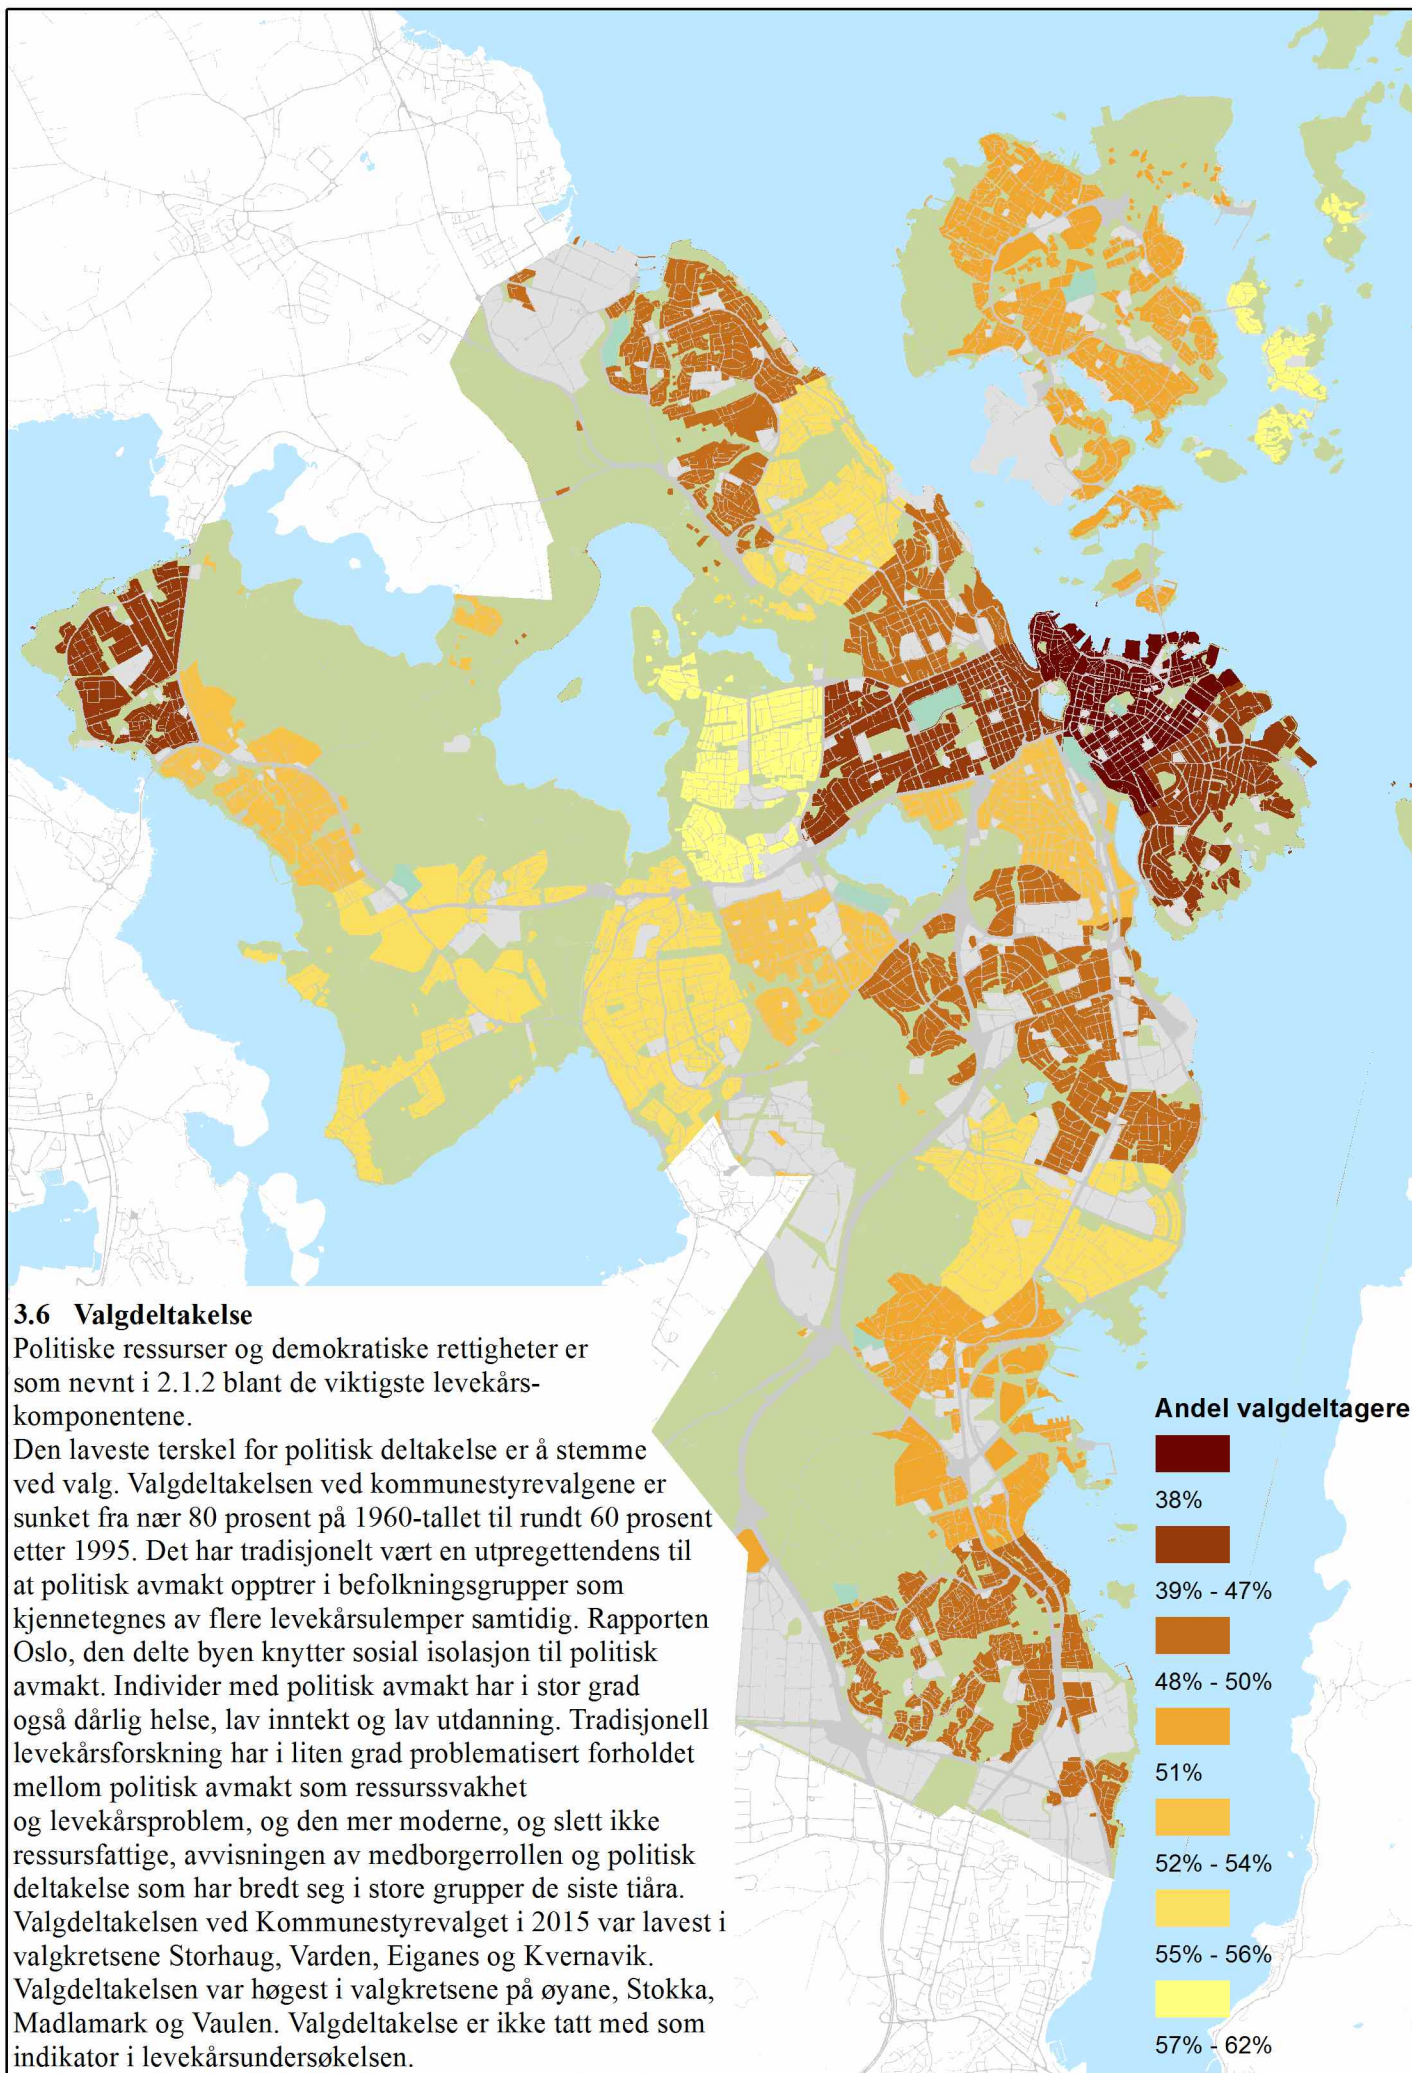 3.6 Valgdeltakelse
Politiske ressurser og demokratiske rettigheter er
som nevnt i 2.1.2 blant de viktigste levekårs-
komponentene.
Den laveste terskel for politisk deltakelse er å stemme
ved valg. Valgdeltakelsen ved kommunestyrevalgene er
sunket fra nær 80 prosent på 1960-tallet til rundt 60 prosent
etter 1995. Det har tradisjonelt vært en utpregettendens til
at politisk avmakt opptrer i befolkningsgrupper som
kjennetegnes av flere levekårsulemper samtidig. Rapporten
Oslo, den delte byen knytter sosial isolasjon til politisk
avmakt. Individer med politisk avmakt har i stor grad
også dårlig helse, lav inntekt og lav utdanning. Tradisjonell
levekårsforskning har i liten grad problematisert forholdet
mellom politisk avmakt som ressurssvakhet
og levekårsproblem, og den mer moderne, og slett ikke
ressursfattige, avvisningen av medborgerrollen og politisk
deltakelse som har bredt seg i store grupper de siste tiåra.
Valgdeltakelsen ved Kommunestyrevalget i 2015 var lavest i
valgkretsene Storhaug, Varden, Eiganes og Kvernavik.
Valgdeltakelsen var høgest i valgkretsene på øyane, Stokka,
Madlamark og Vaulen. Valgdeltakelse er ikke tatt med som
indikator i levekårsundersøkelsen.
Andel valgdeltagere
38%
39% - 47%
48% - 50%
51%
52% - 54%
55% - 56%
57% - 62%